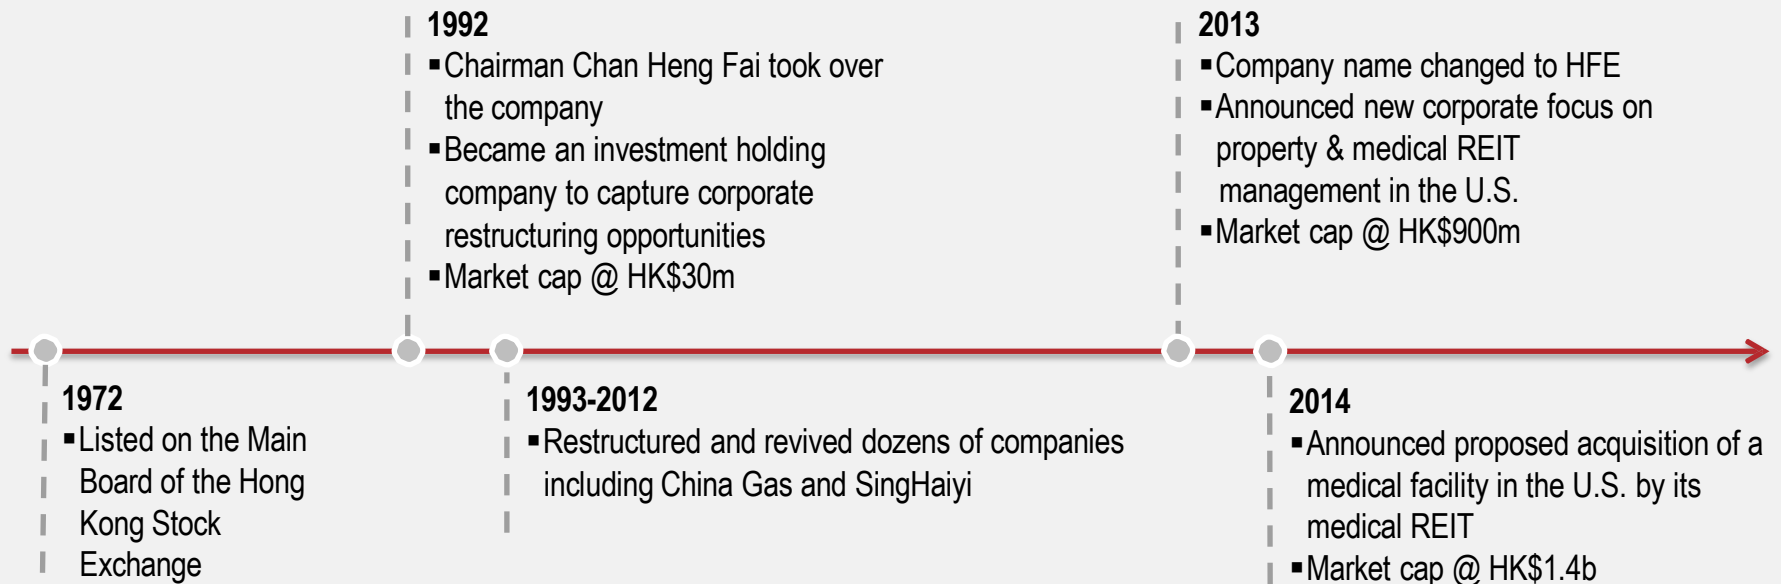 1992
▪Chairman Chan Heng Fai took over
the company
▪Became an investment holding
company to capture corporate
restructuring opportunities
▪Market cap @ HK$30m
2013
▪Company name changed to HFE
▪Announced new corporate focus on
property & medical REIT
management in the U.S.
▪Market cap @ HK$900m
1972
▪Listed on the Main
Board of the Hong
Kong Stock
Exchange
1993-2012
▪Restructured and revived dozens of companies
including China Gas and SingHaiyi
2014
▪Announced proposed acquisition of a
medical facility in the U.S. by its
medical REIT
▪Market cap @ HK$1.4b